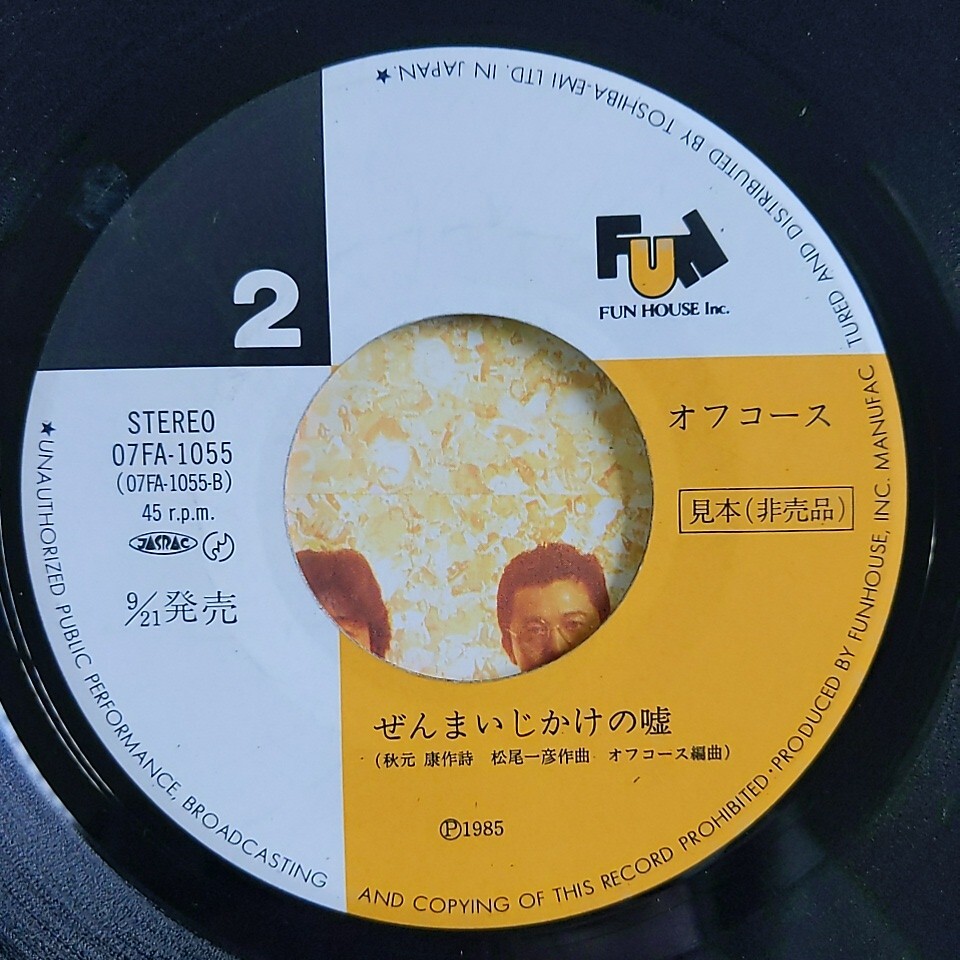 2
FUN
FUN HOUSE Inc.
STEREO
07FA-1055
(07FA-1055-B)
45 r.p.m.
JASRAC
9/21発売
オフコース
見本(非売品)
ぜんまいじかけの嘘
(秋元 康作詩 松尾一彦作曲 オフコース編曲)
Ⓟ1985
★UNAUTHORIZED PUBLIC PERFORMANCE, BROADCASTING AND COPYING OF THIS RECORD PROHIBITED・PRODUCED BY FUNHOUSE, INC. MANUFACTURED AND DISTRIBUTED BY TOSHIBA-EMI LTD. IN JAPAN.★